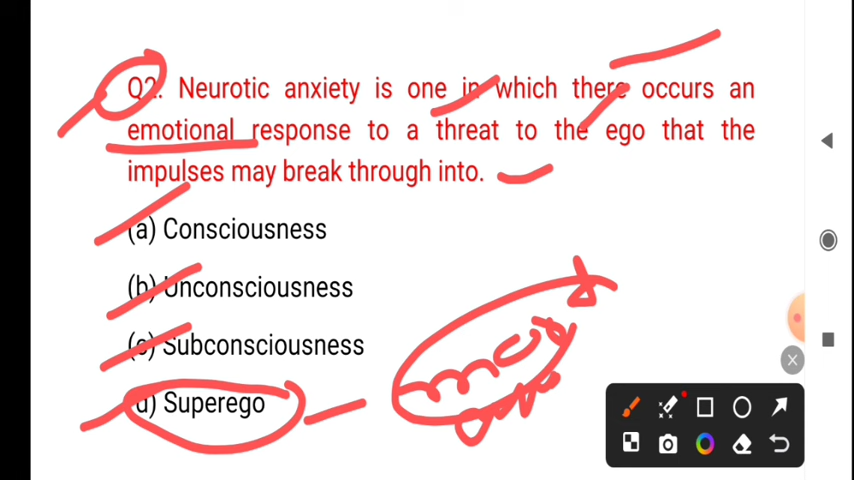 Q2. Neurotic anxiety is one in which there occurs an
emotional response to a threat to the ego that the
impulses may break through into.
(a) Consciousness
(b) Unconsciousness
(c) Subconsciousness
(d) Superego